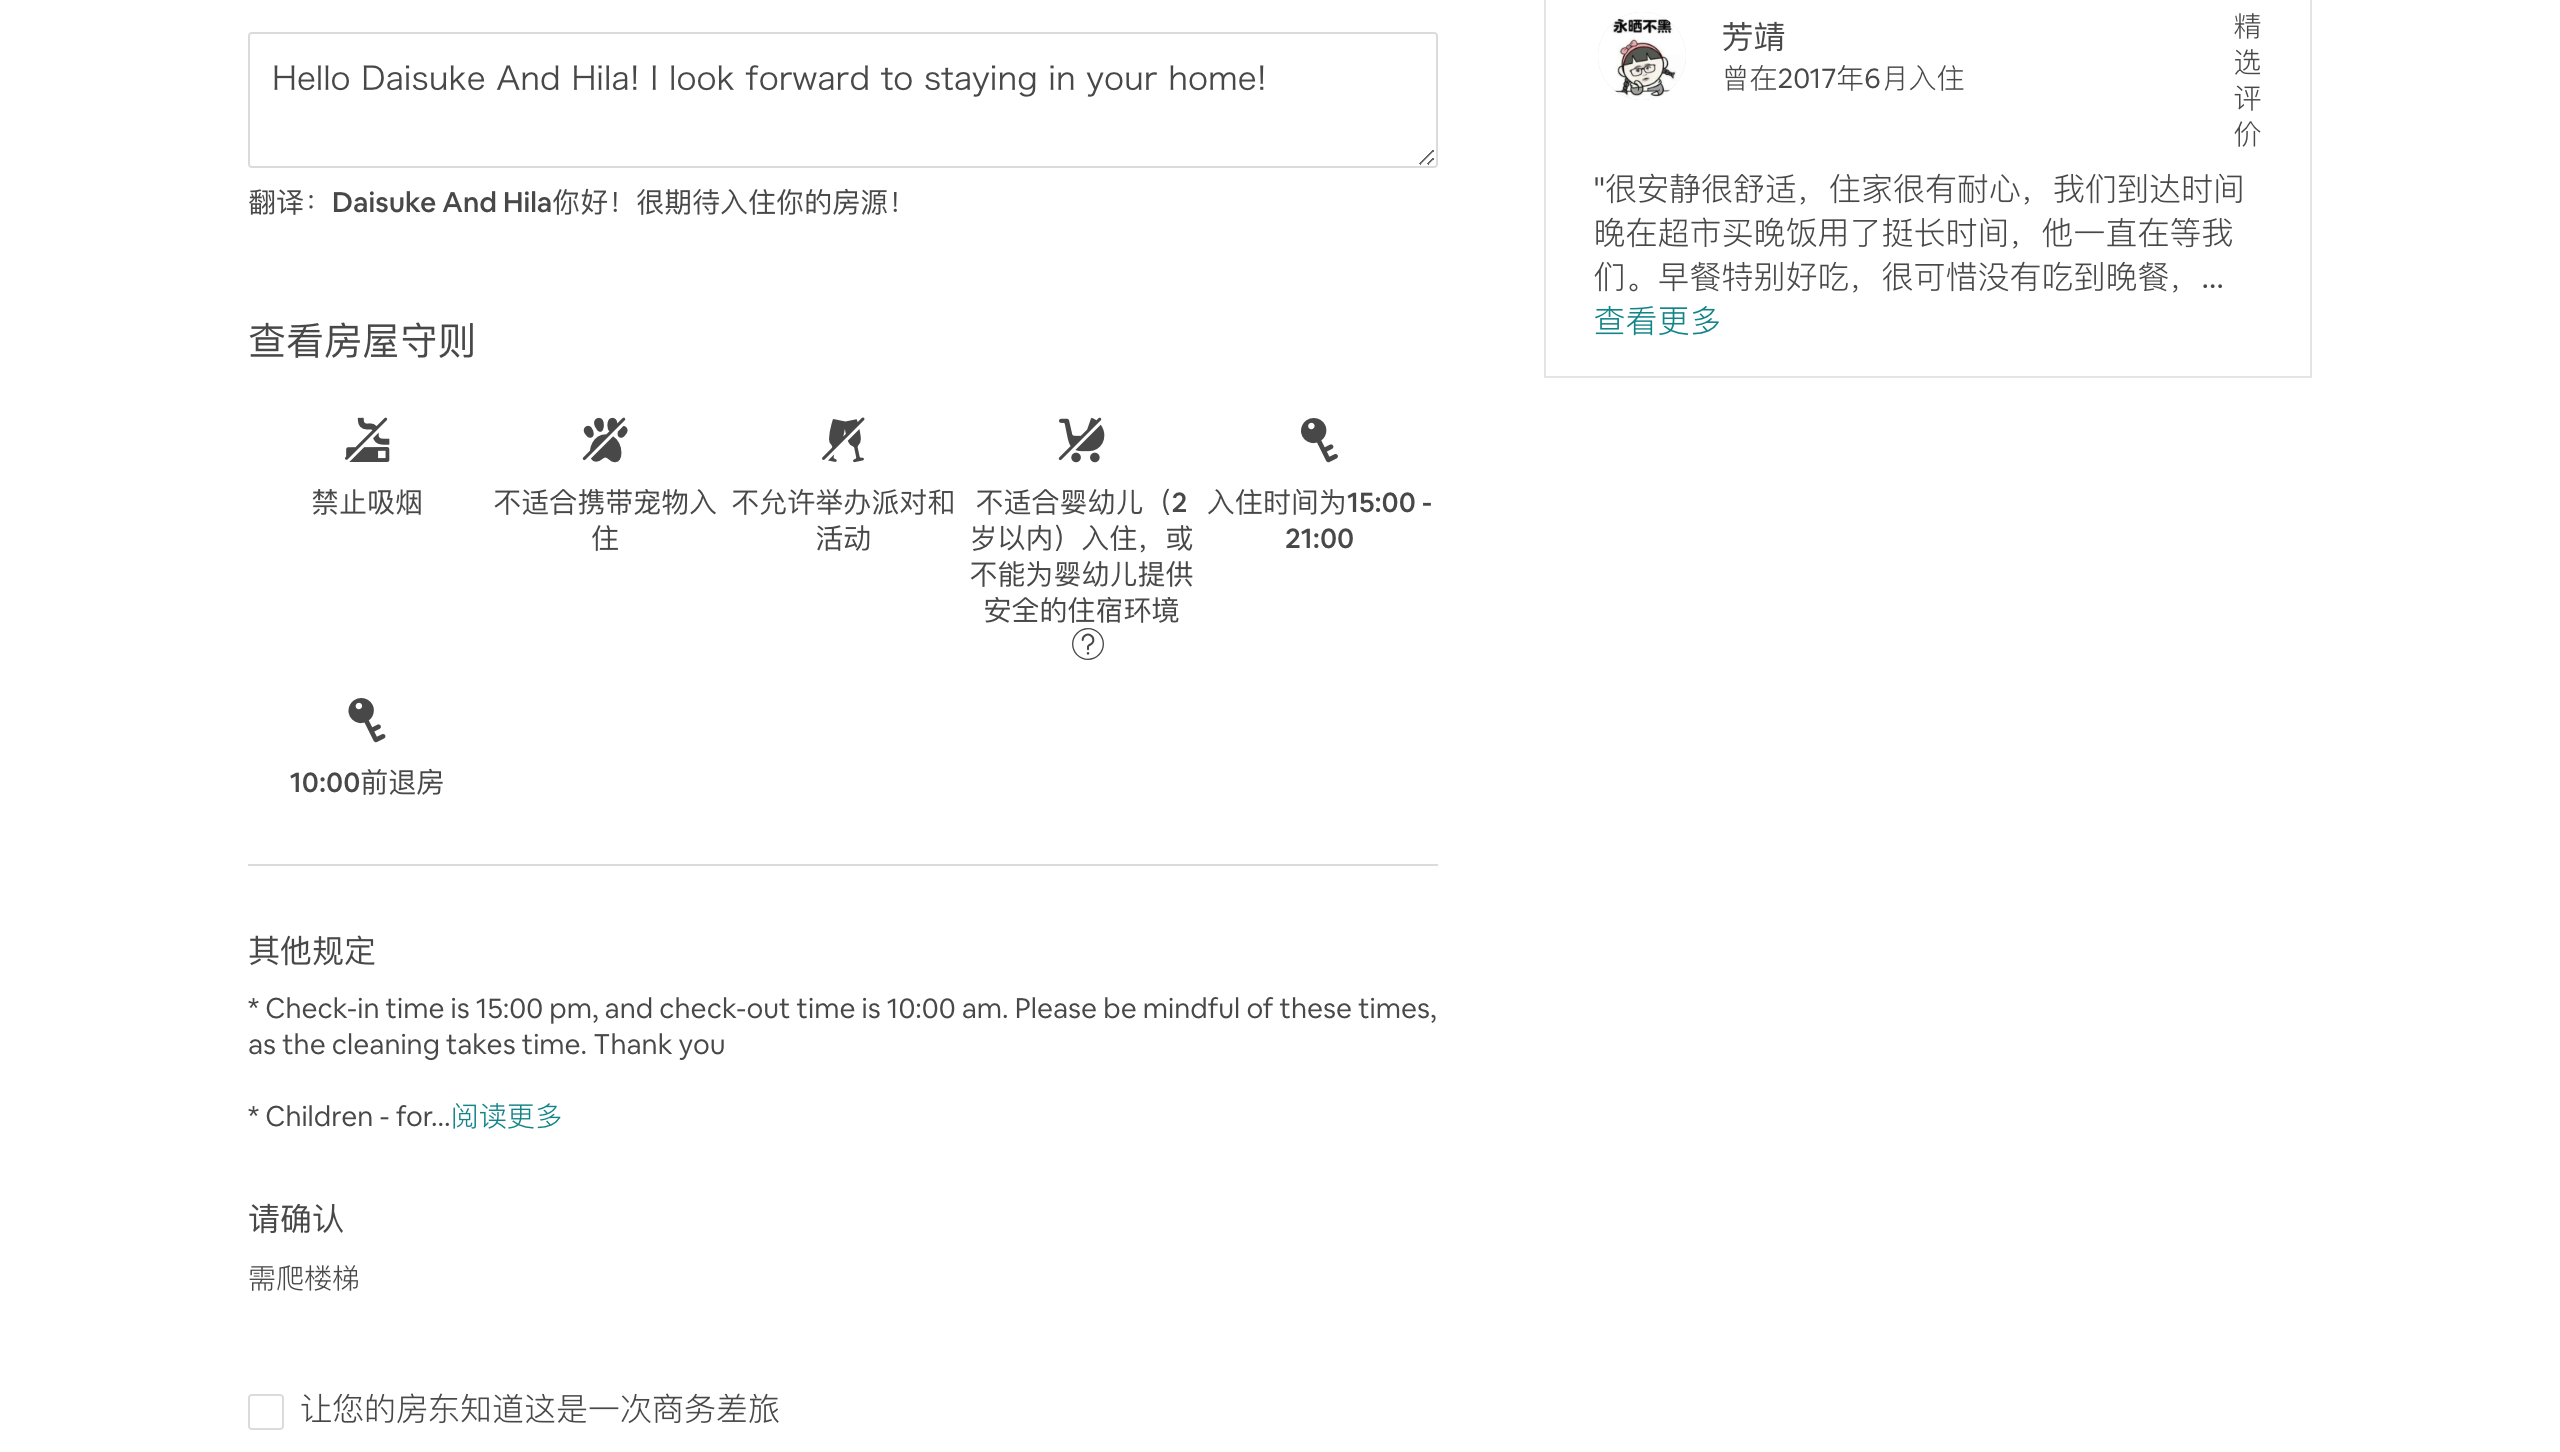 Hello Daisuke And Hila! I look forward to staying in your home!
翻译：Daisuke And Hila你好！很期待入住你的房源！
查看房屋守则
禁止吸烟
不适合携带宠物入
住
不允许举办派对和
活动
不适合婴幼儿（2
岁以内）入住，或
不能为婴幼儿提供
安全的住宿环境
?
入住时间为15:00 -
21:00
10:00前退房
其他规定
* Check-in time is 15:00 pm, and check-out time is 10:00 am. Please be mindful of these times,
as the cleaning takes time. Thank you
* Children - for...阅读更多
请确认
需爬楼梯
让您的房东知道这是一次商务差旅
永晒不黑
芳靖
曾在2017年6月入住
精
选
评
价
"很安静很舒适，住家很有耐心，我们到达时间
晚在超市买晚饭用了挺长时间，他一直在等我
们。早餐特别好吃，很可惜没有吃到晚餐，...
查看更多